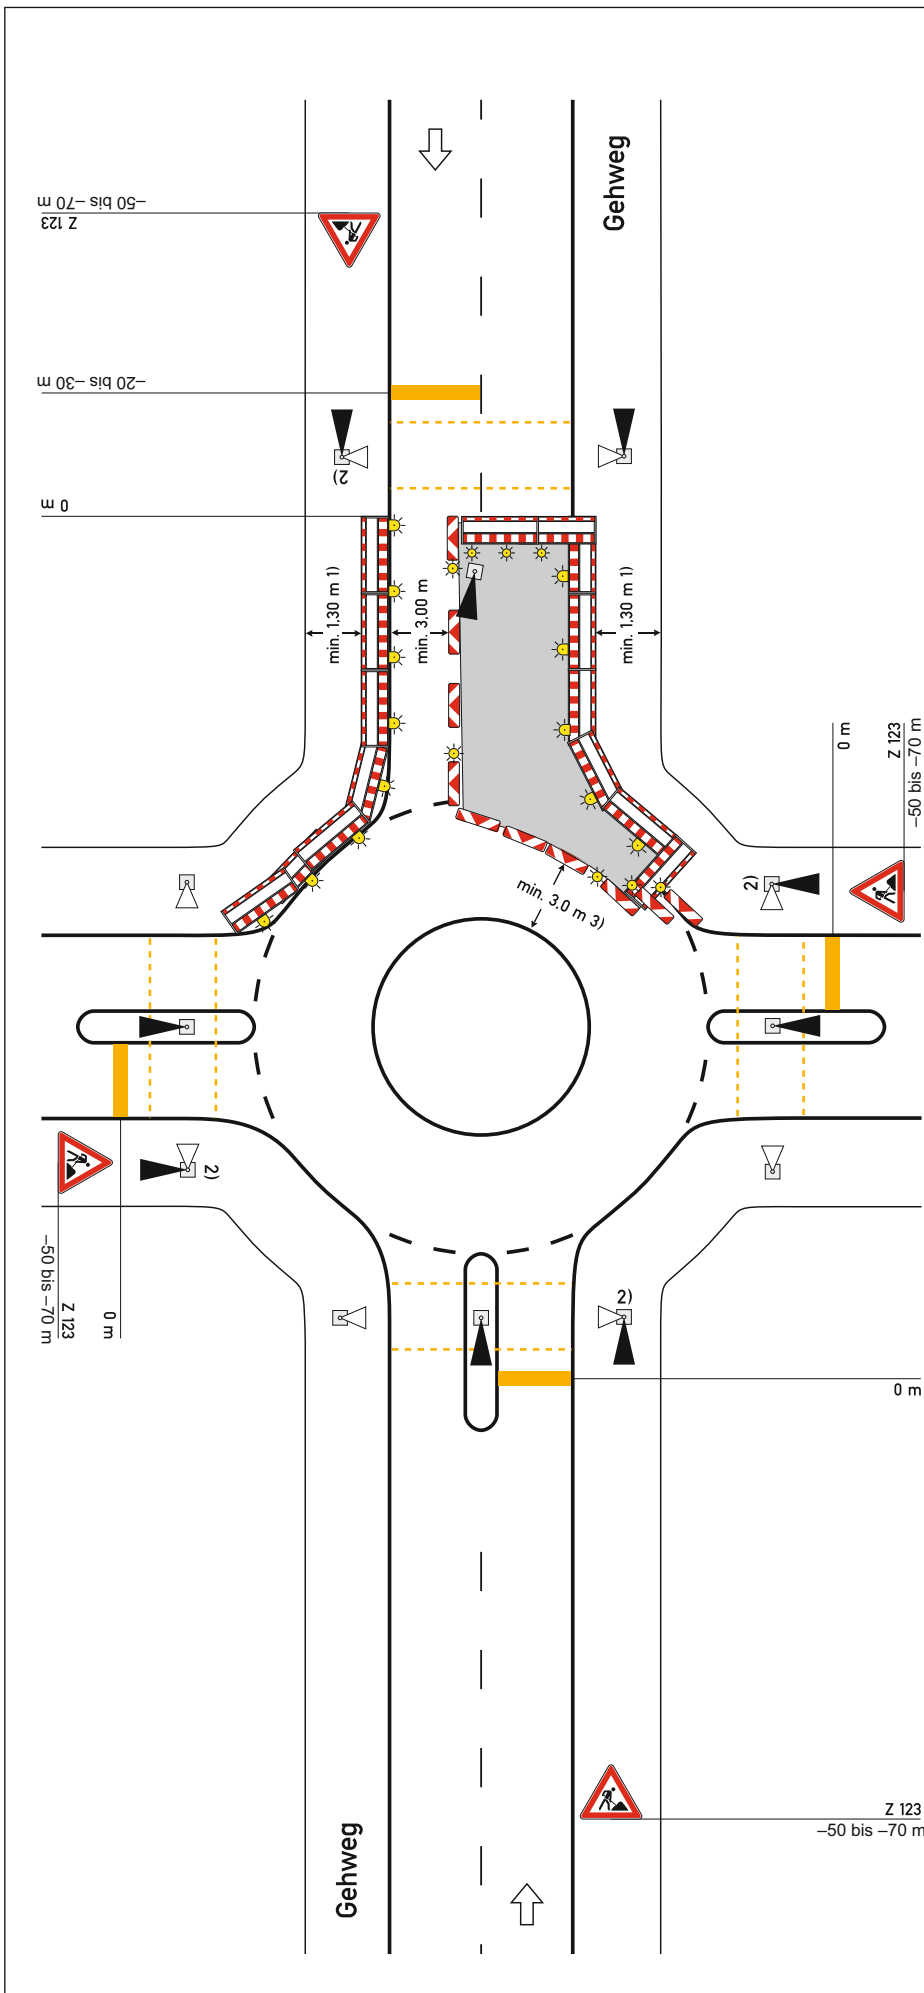 Gehweg
–50 bis –70 m
Z 123
–20 bis –30 m
2)
0 m
min. 1,30 m 1)
min. 3,00 m
min. 1,30 m 1)
0 m
Z 123
–50 bis –70 m
2)
min. 3,0 m 3)
2)
–50 bis –70 m
Z 123
0 m
2)
0 m
Z 123
–50 bis –70 m
Gehweg